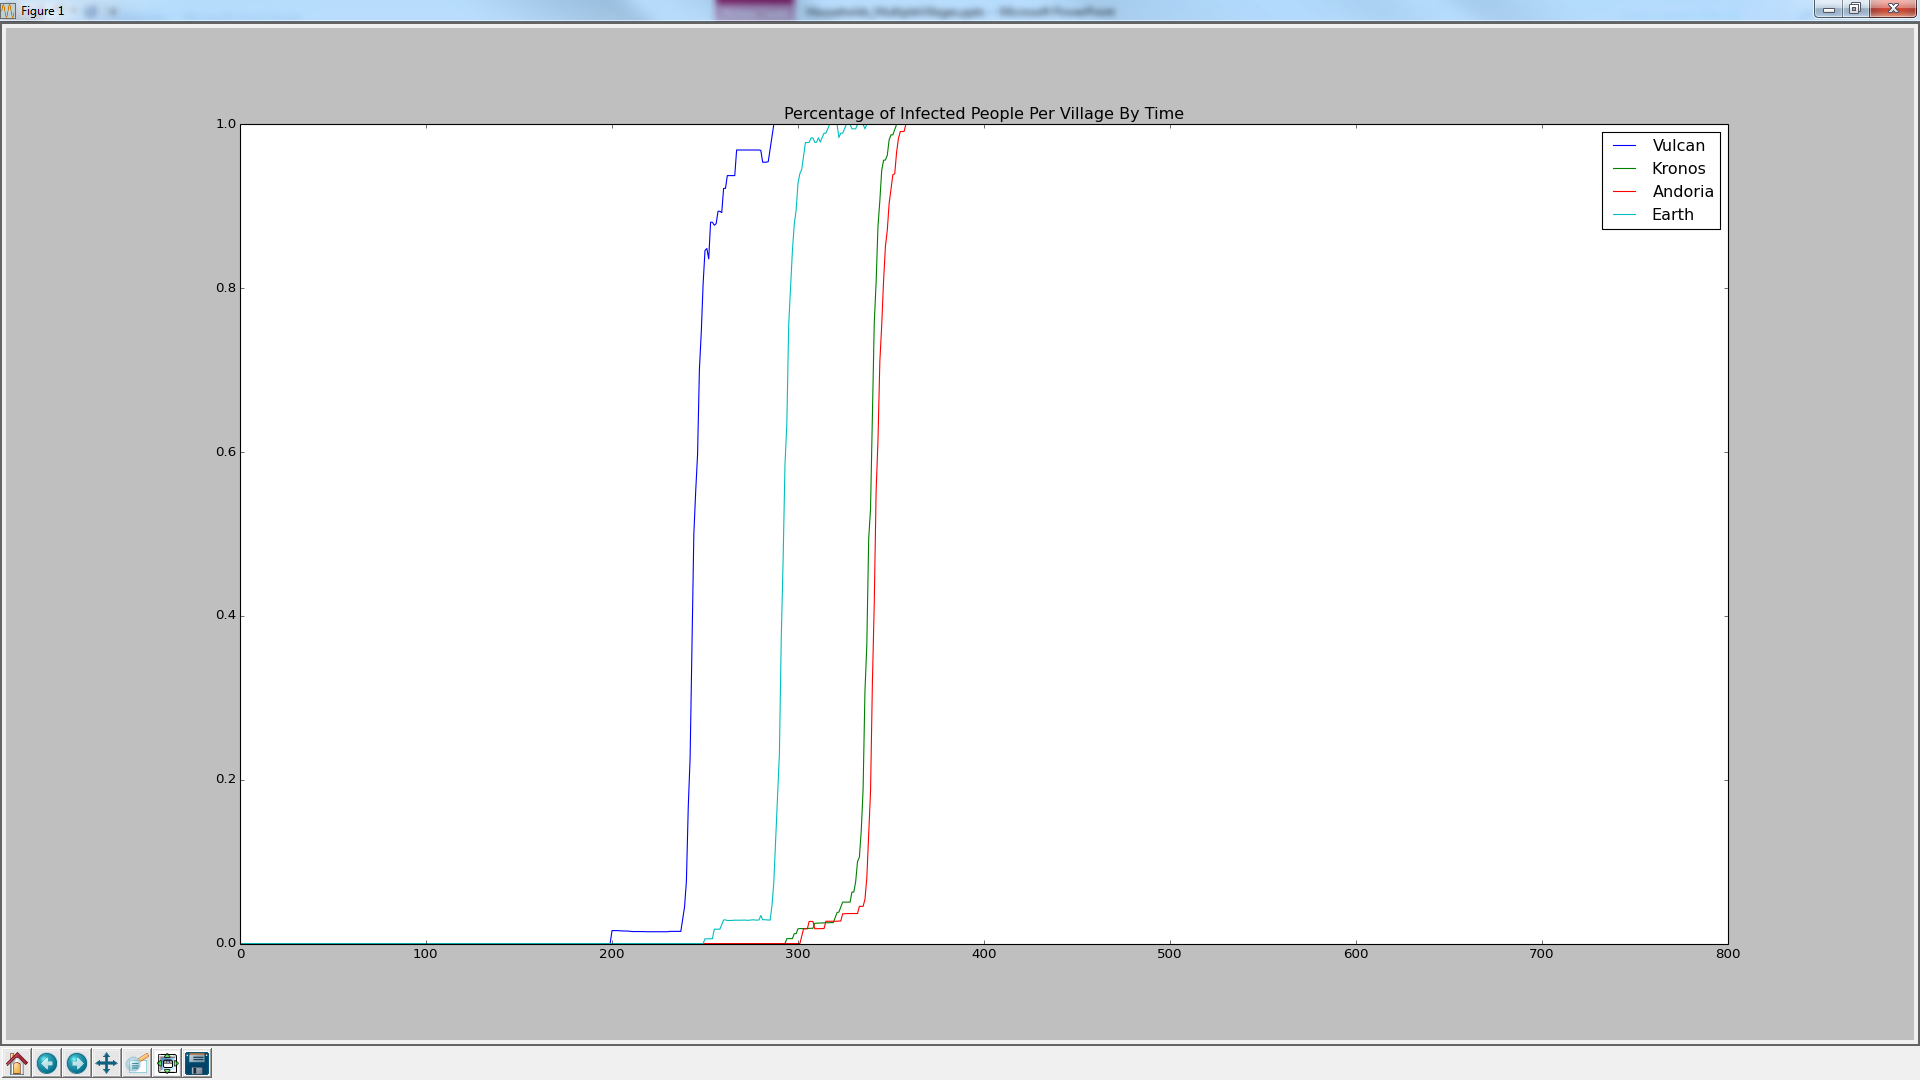 Figure 1
Percentage of Infected People Per Village By Time
1.0
0.8
0.6
0.4
0.2
0.0
0 100 200 300 400 500 600 700 800
Vulcan
Kronos
Andoria
Earth